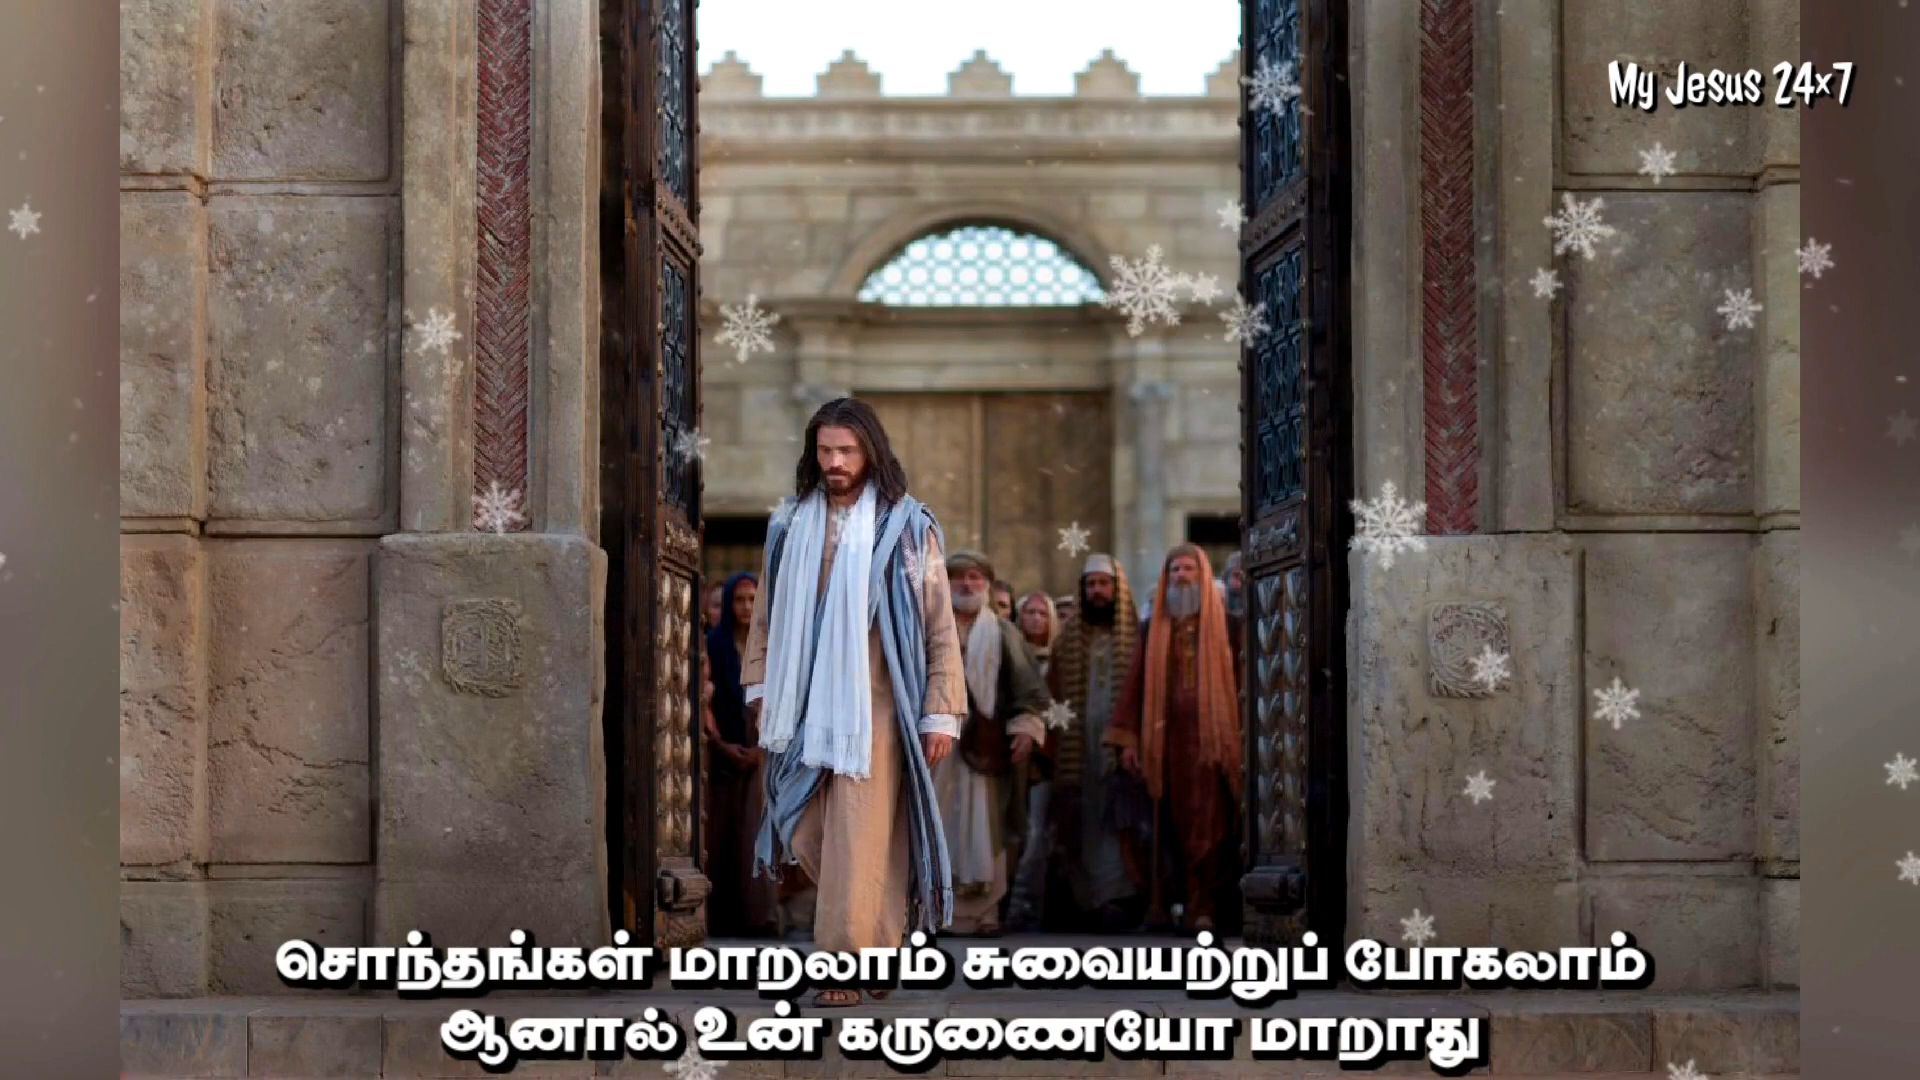 My Jesus 24×7
சொந்தங்கள் மாறலாம் சுவையற்றுப் போகலாம்
ஆனால் உன் கருணையோ மாறாது